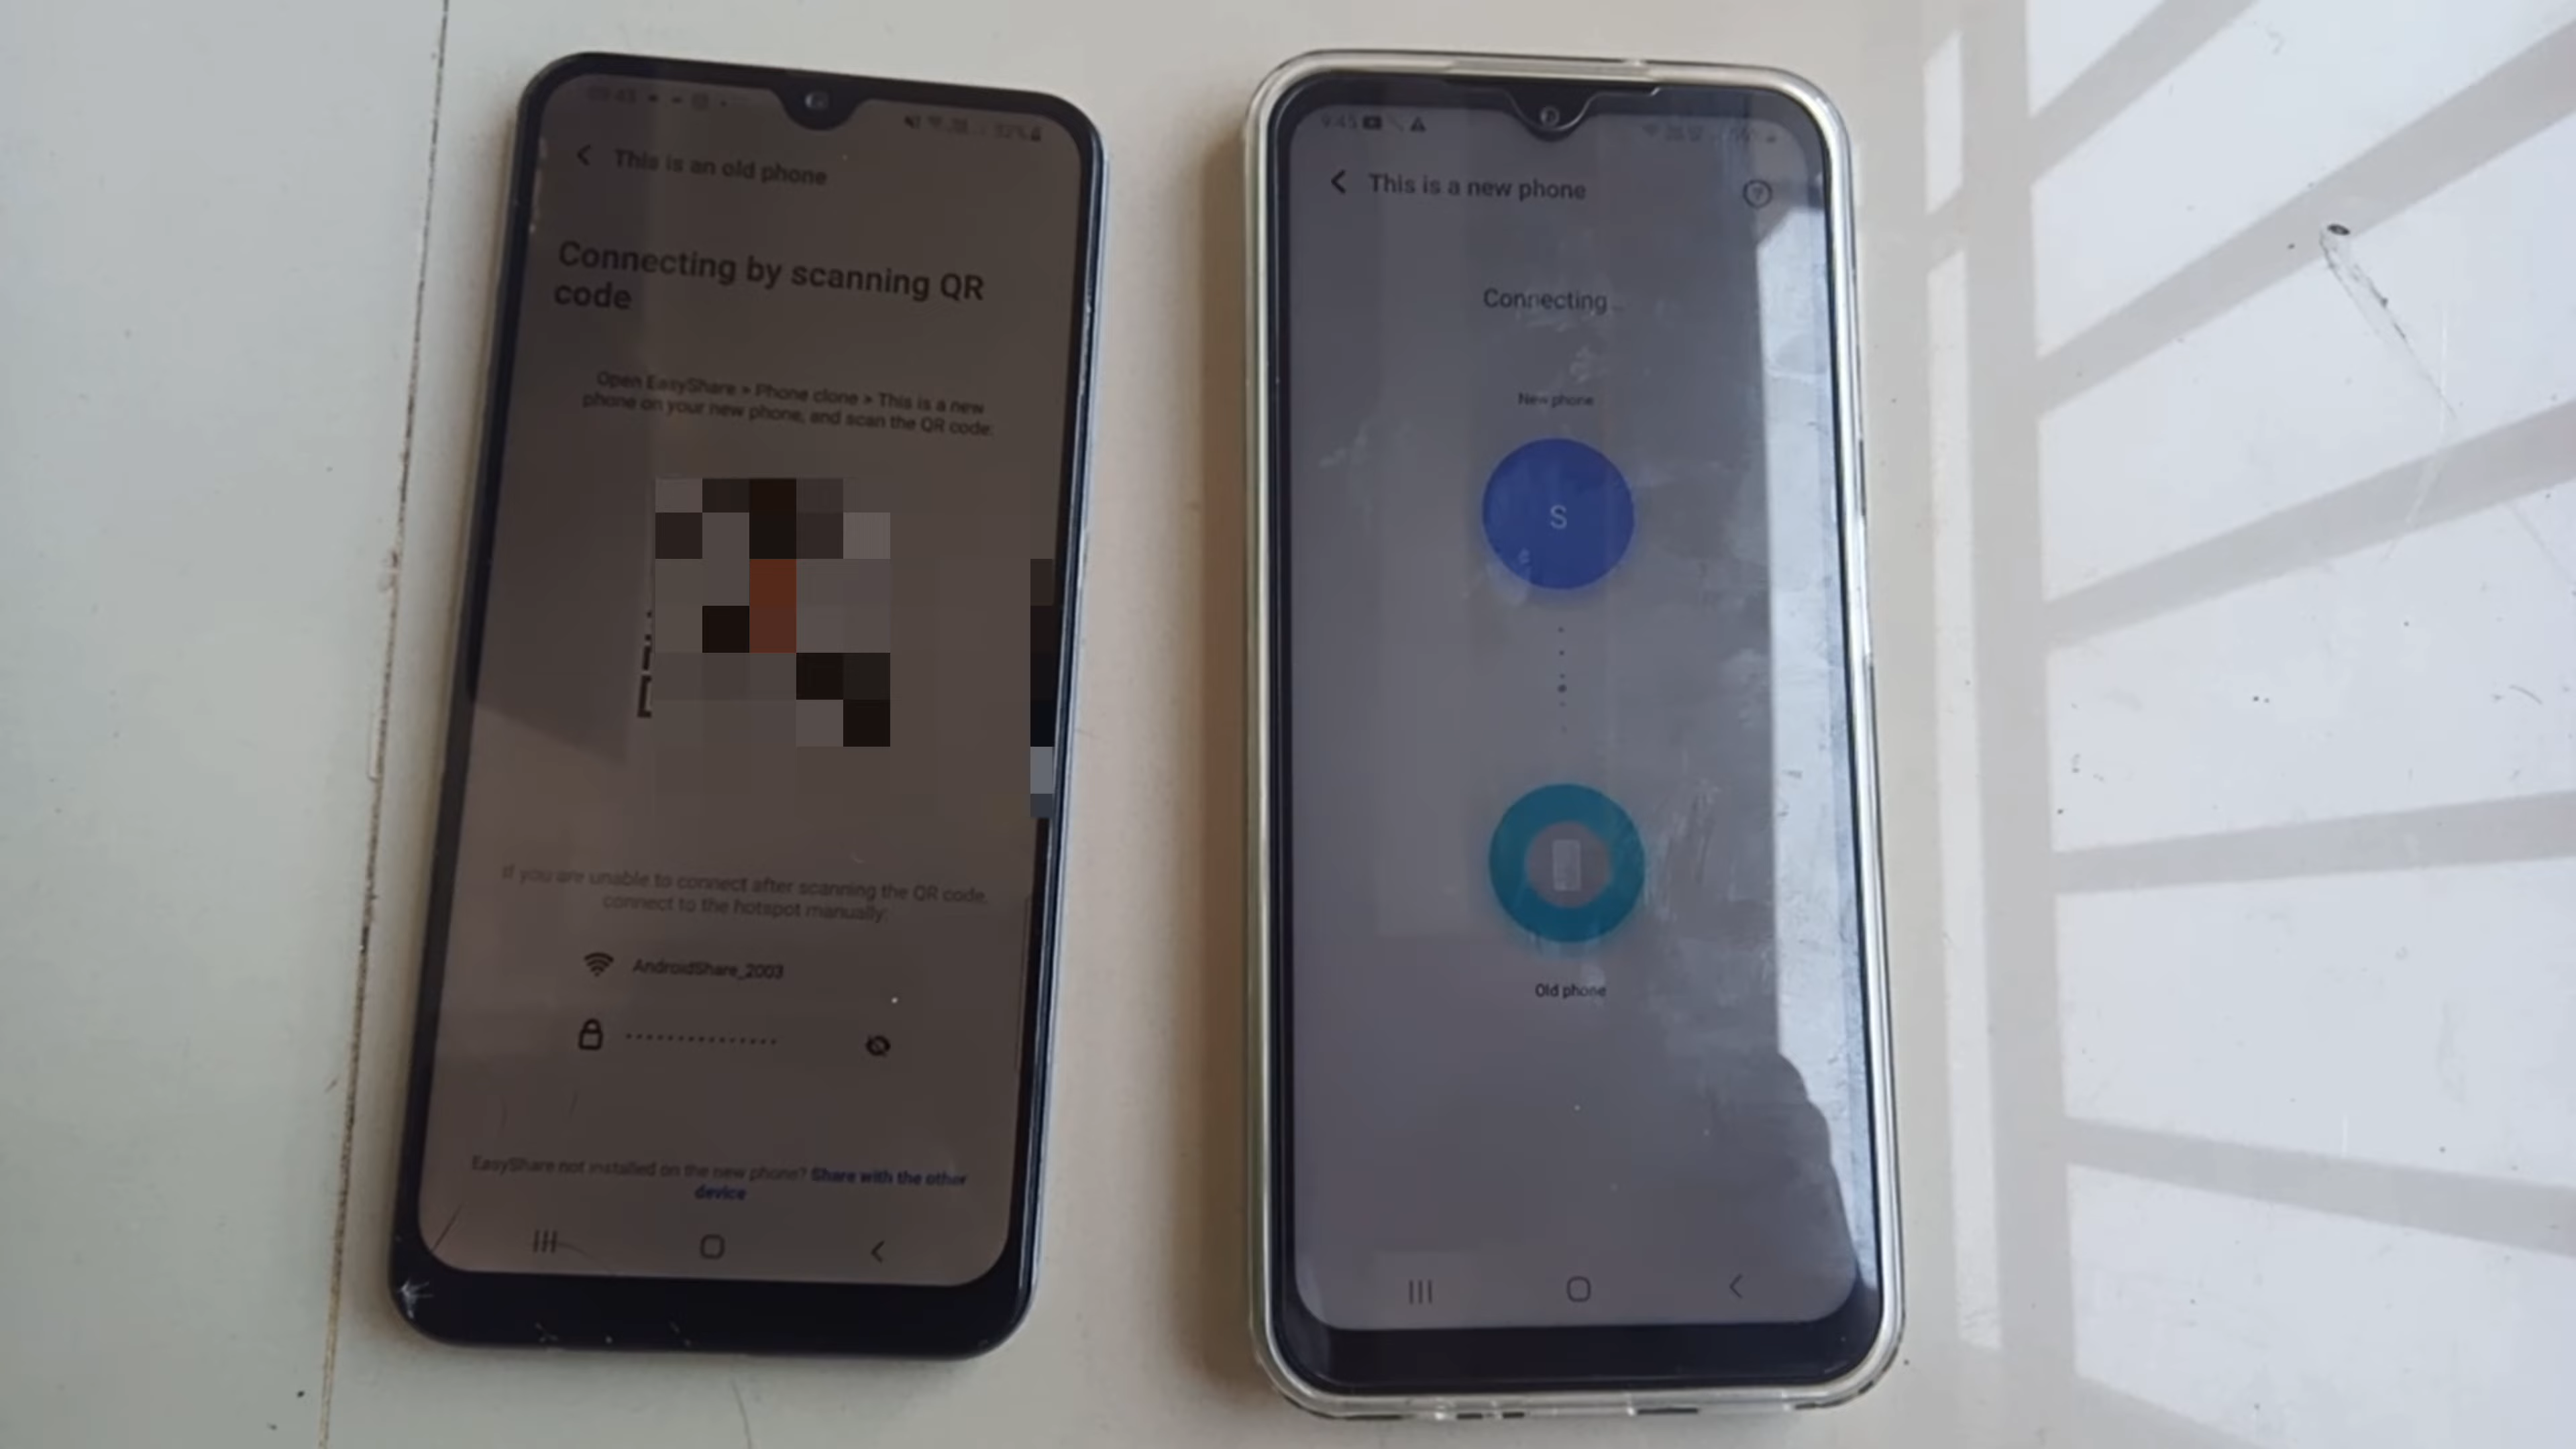 This is an old phone
Connecting by scanning QR
code
Open EasyShare > Phone clone > This is a new
phone on your new phone, and scan the QR code:
If you are unable to connect after scanning the QR code,
connect to the hotspot manually:
AndroidShare_2003
EasyShare not installed on the new phone? Share with the other
device
9:45
This is a new phone
Connecting...
New phone
S
Old phone